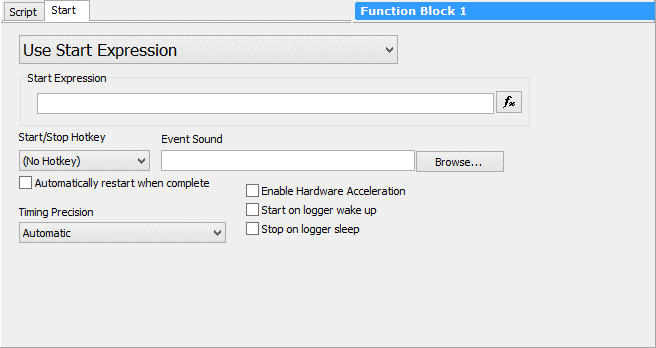 Script Start Function Block 1
Use Start Expression
Start Expression
fx
Start/Stop Hotkey Event Sound
(No Hotkey) Browse...
Automatically restart when complete
Enable Hardware Acceleration
Timing Precision Start on logger wake up
Automatic Stop on logger sleep